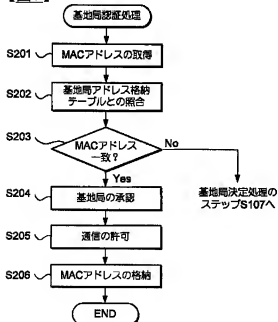 基地局認証処理
S201
MACアドレスの取得
S202
基地局アドレス格納
テーブルとの照合
S203
MACアドレス
一致?
No
Yes
基地局決定処理の
ステップS107へ
S204
基地局の承認
S205
通信の許可
S206
MACアドレスの格納
END